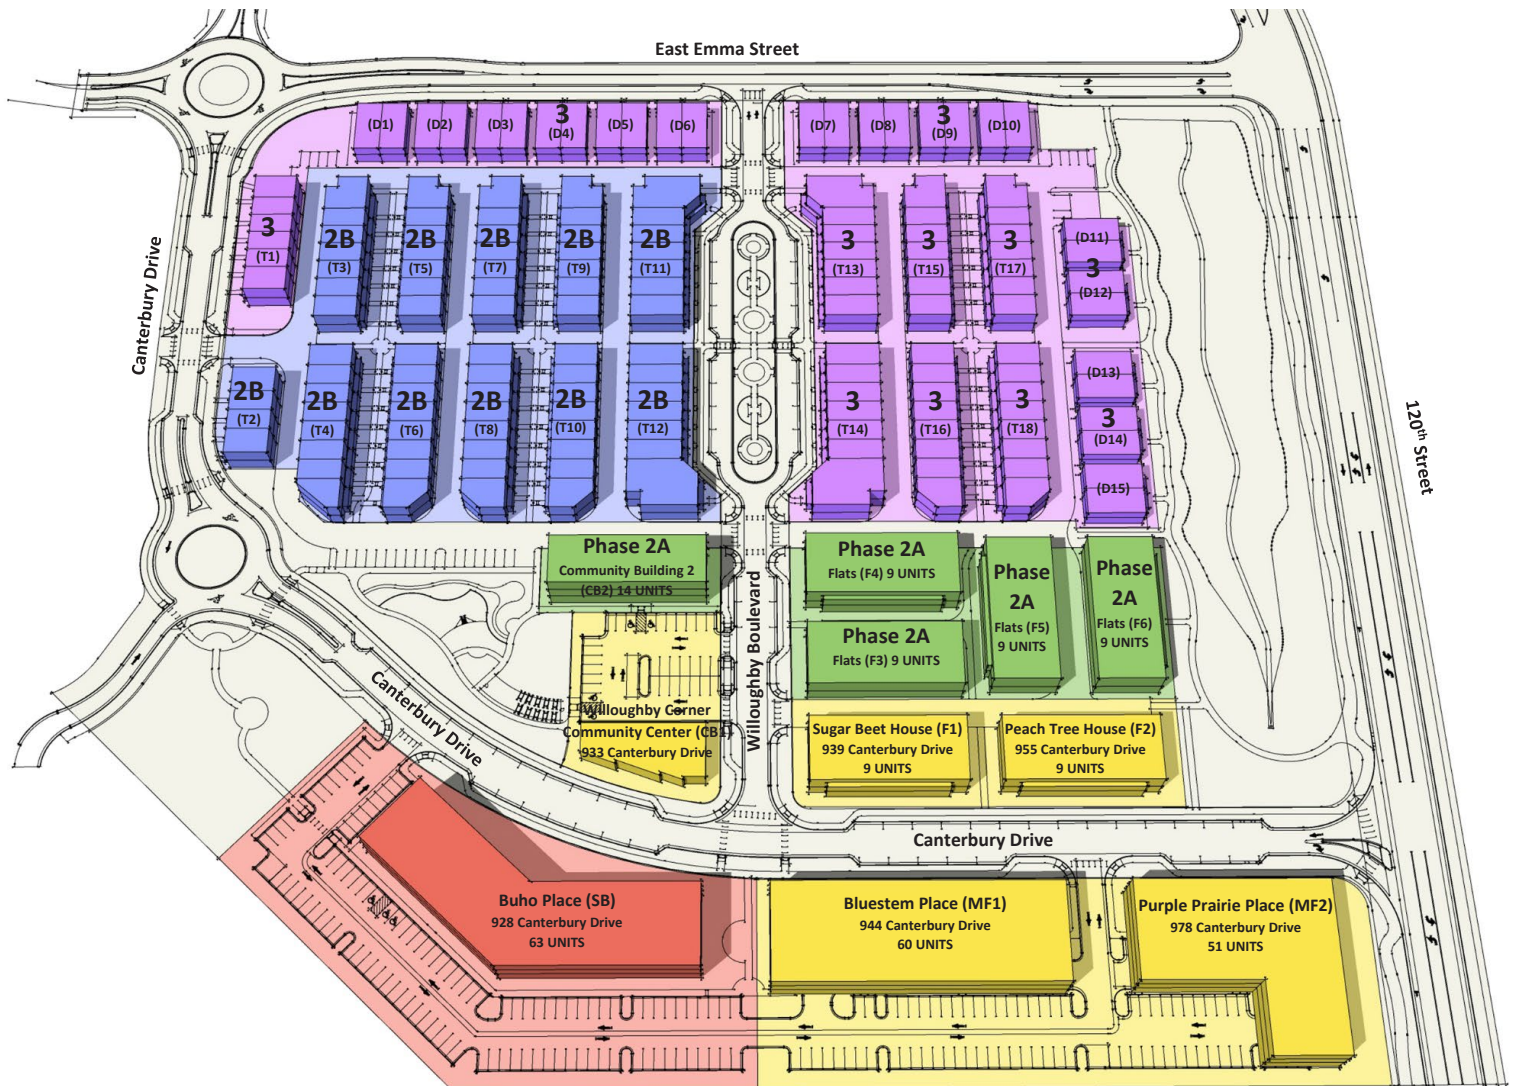 East Emma Street
(D1)
(D2)
(D3)
3
(D4)
(D5)
(D6)
(D7)
(D8)
3
(D9)
(D10)
3
(T1)
2B
(T3)
2B
(T5)
2B
(T7)
2B
(T9)
2B
(T11)
3
(T13)
3
(T15)
3
(T17)
(D11)
3
(D12)
Canterbury Drive
2B
(T2)
2B
(T4)
2B
(T6)
2B
(T8)
2B
(T10)
2B
(T12)
3
(T14)
3
(T16)
3
(T18)
(D13)
3
(D14)
(D15)
120th Street
Phase 2A
Community Building 2
(CB2) 14 UNITS
Phase 2A
Flats (F4) 9 UNITS
Phase
2A
Flats (F5)
9 UNITS
Phase
2A
Flats (F6)
9 UNITS
Phase 2A
Flats (F3) 9 UNITS
Willoughby Boulevard
Canterbury Drive
Willoughby Corner
Community Center (CB1)
933 Canterbury Drive
Sugar Beet House (F1)
939 Canterbury Drive
9 UNITS
Peach Tree House (F2)
955 Canterbury Drive
9 UNITS
Canterbury Drive
Buho Place (SB)
928 Canterbury Drive
63 UNITS
Bluestem Place (MF1)
944 Canterbury Drive
60 UNITS
Purple Prairie Place (MF2)
978 Canterbury Drive
51 UNITS